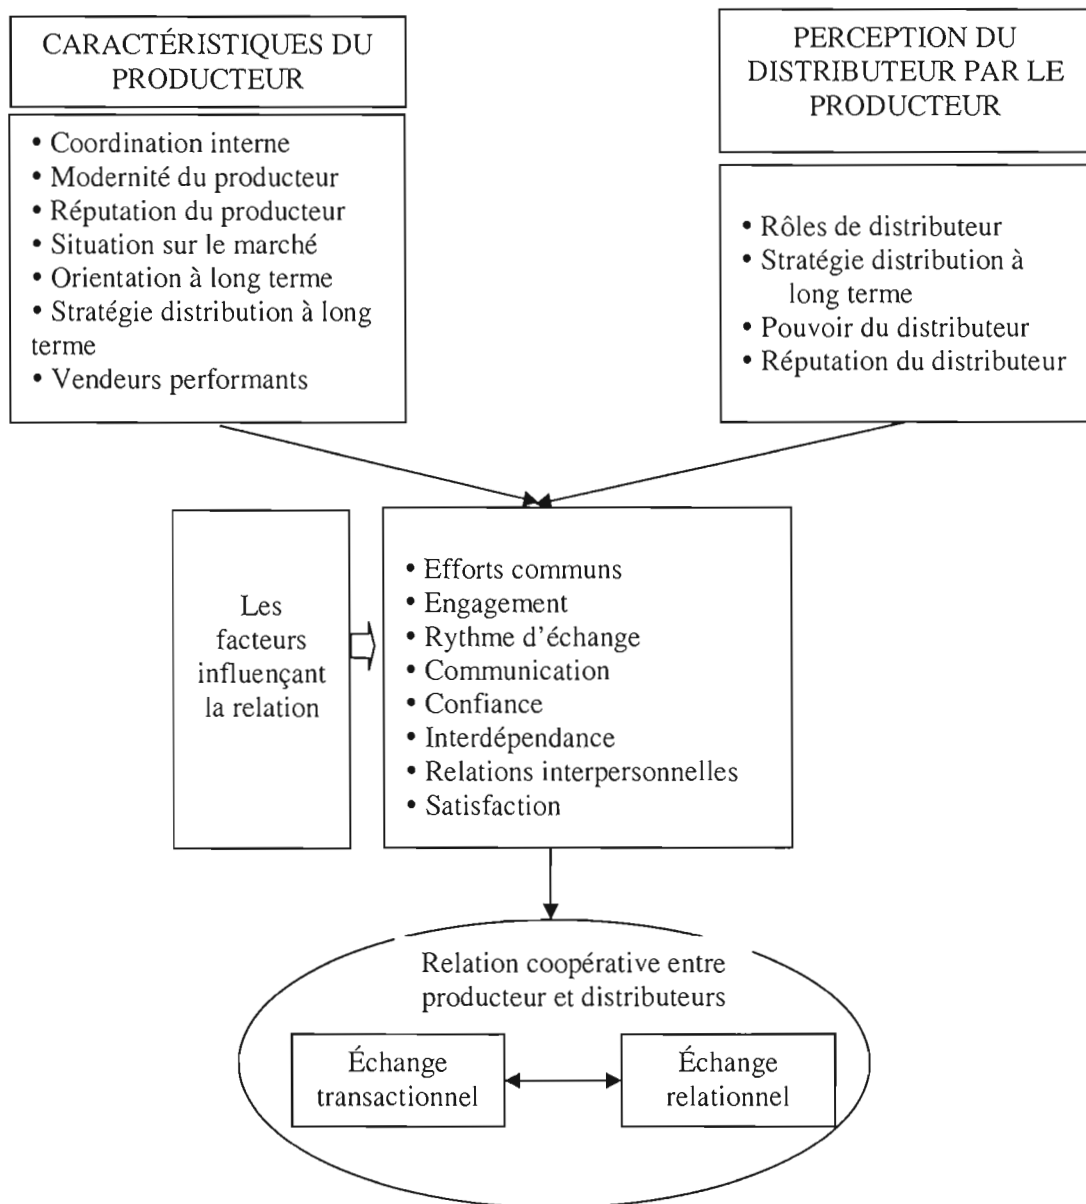 CARACTÉRISTIQUES DU
PRODUCTEUR
• Coordination interne
• Modernité du producteur
• Réputation du producteur
• Situation sur le marché
• Orientation à long terme
• Stratégie distribution à long
terme
• Vendeurs performants
PERCEPTION DU
DISTRIBUTEUR PAR LE
PRODUCTEUR
• Rôles de distributeur
• Stratégie distribution à
long terme
• Pouvoir du distributeur
• Réputation du distributeur
Les
facteurs
influençant
la relation
• Efforts communs
• Engagement
• Rythme d'échange
• Communication
• Confiance
• Interdépendance
• Relations interpersonnelles
• Satisfaction
Relation coopérative entre
producteur et distributeurs
Échange
transactionnel
Échange
relationnel